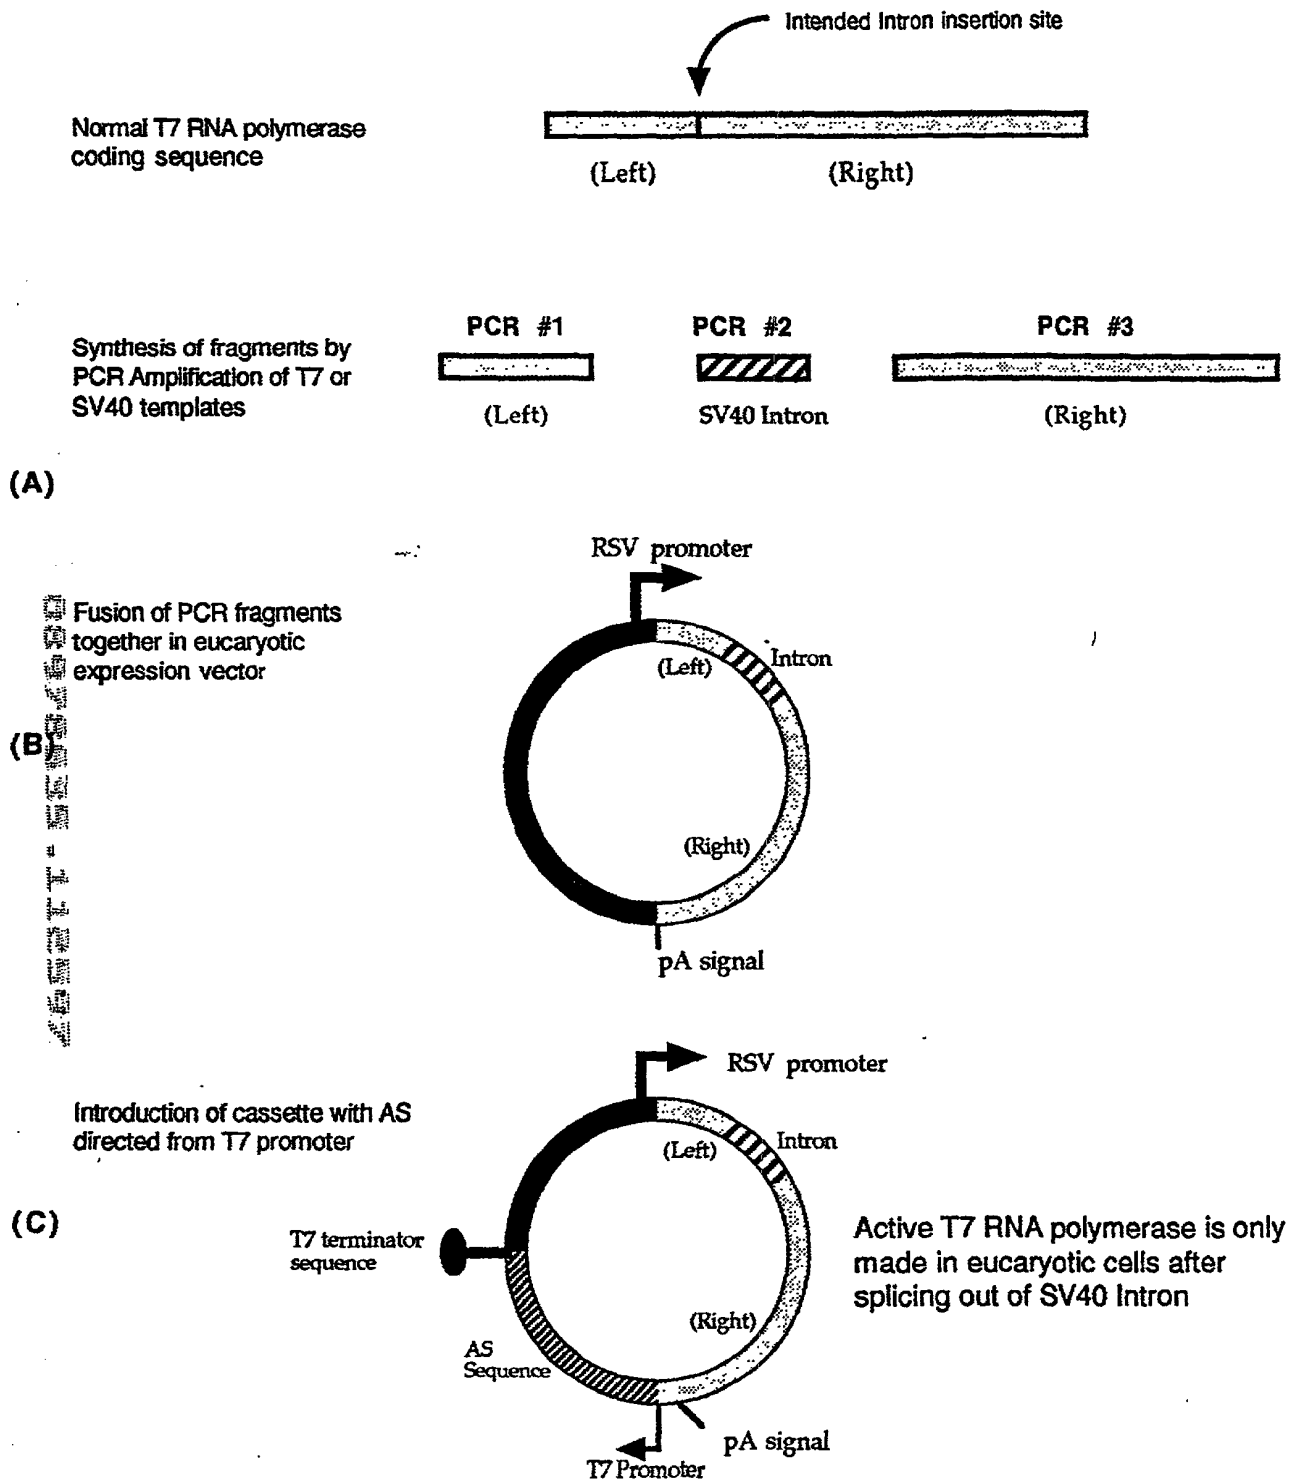 Intended Intron insertion site
Normal T7 RNA polymerase
coding sequence
(Left)
(Right)
PCR #1
PCR #2
PCR #3
Synthesis of fragments by
PCR Amplification of T7 or
SV40 templates
(Left)
SV40 Intron
(Right)
(A)
RSV promoter
Fusion of PCR fragments
together in eucaryotic
expression vector
(Left)
Intron
(B)
(Right)
pA signal
RSV promoter
Introduction of cassette with AS
directed from T7 promoter
(Left)
Intron
(C)
T7 terminator
sequence
Active T7 RNA polymerase is only
made in eucaryotic cells after
splicing out of SV40 Intron
(Right)
AS
Sequence
pA signal
T7 Promoter